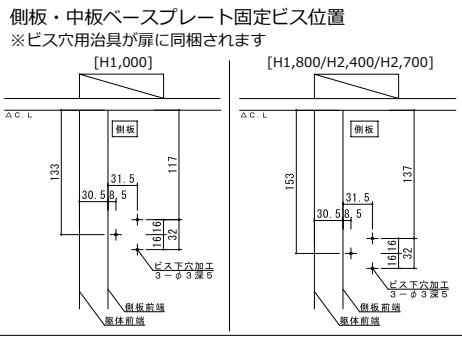 側板・中板ベースプレート固定ビス位置
※ビス穴用治具が扉に同梱されます
[H1,000]
△C.L
側板
133
117
31.5
30.5
8.5
16
16
32
ビス下穴加工
3－φ3深5
側板前端
躯体前端
[H1,800/H2,400/H2,700]
△C.L
側板
153
137
31.5
30.5
8.5
16
16
32
ビス下穴加工
3－φ3深5
側板前端
躯体前端